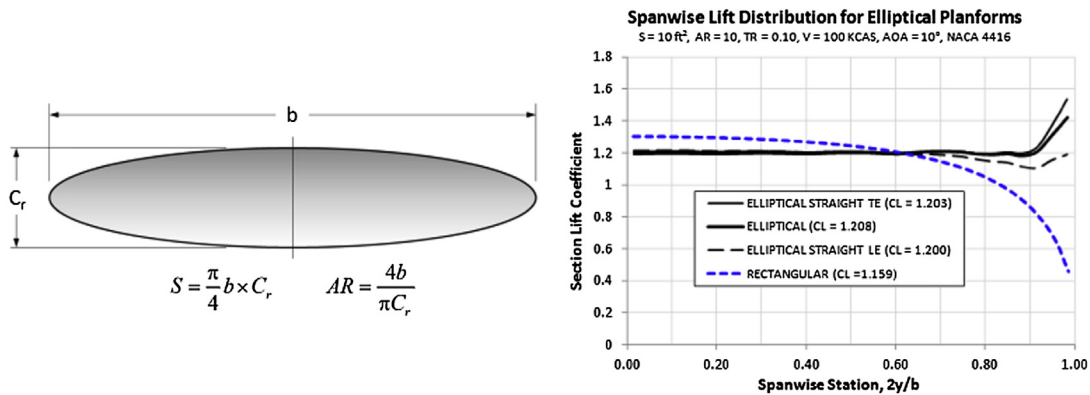 b
Cr
S = π/4 b × Cr
AR = 4b/πCr
Spanwise Lift Distribution for Elliptical Planforms
S = 10 ft², AR = 10, TR = 0.10, V = 100 KCAS, AOA = 10°, NACA 4416
Section Lift Coefficient
1.8
1.6
1.4
1.2
1
0.8
0.6
0.4
0.2
0
ELLIPTICAL STRAIGHT TE (CL = 1.203)
ELLIPTICAL (CL = 1.208)
ELLIPTICAL STRAIGHT LE (CL = 1.200)
RECTANGULAR (CL =1.159)
0.00 0.20 0.40 0.60 0.80 1.00
Spanwise Station, 2y/b